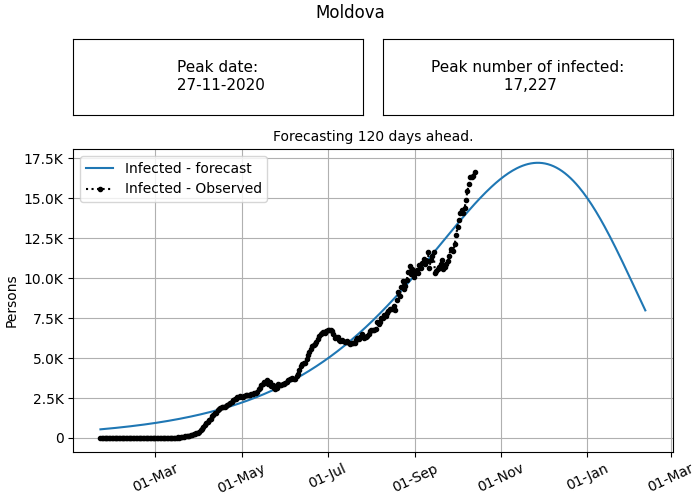 Moldova
Peak date:
27-11-2020
Peak number of infected:
17,227
Forecasting 120 days ahead.
Infected - forecast
Infected - Observed
17.5K
15.0K
12.5K
10.0K
7.5K
5.0K
2.5K
0
Persons
01-Mar
01-May
01-Jul
01-Sep
01-Nov
01-Jan
01-Mar